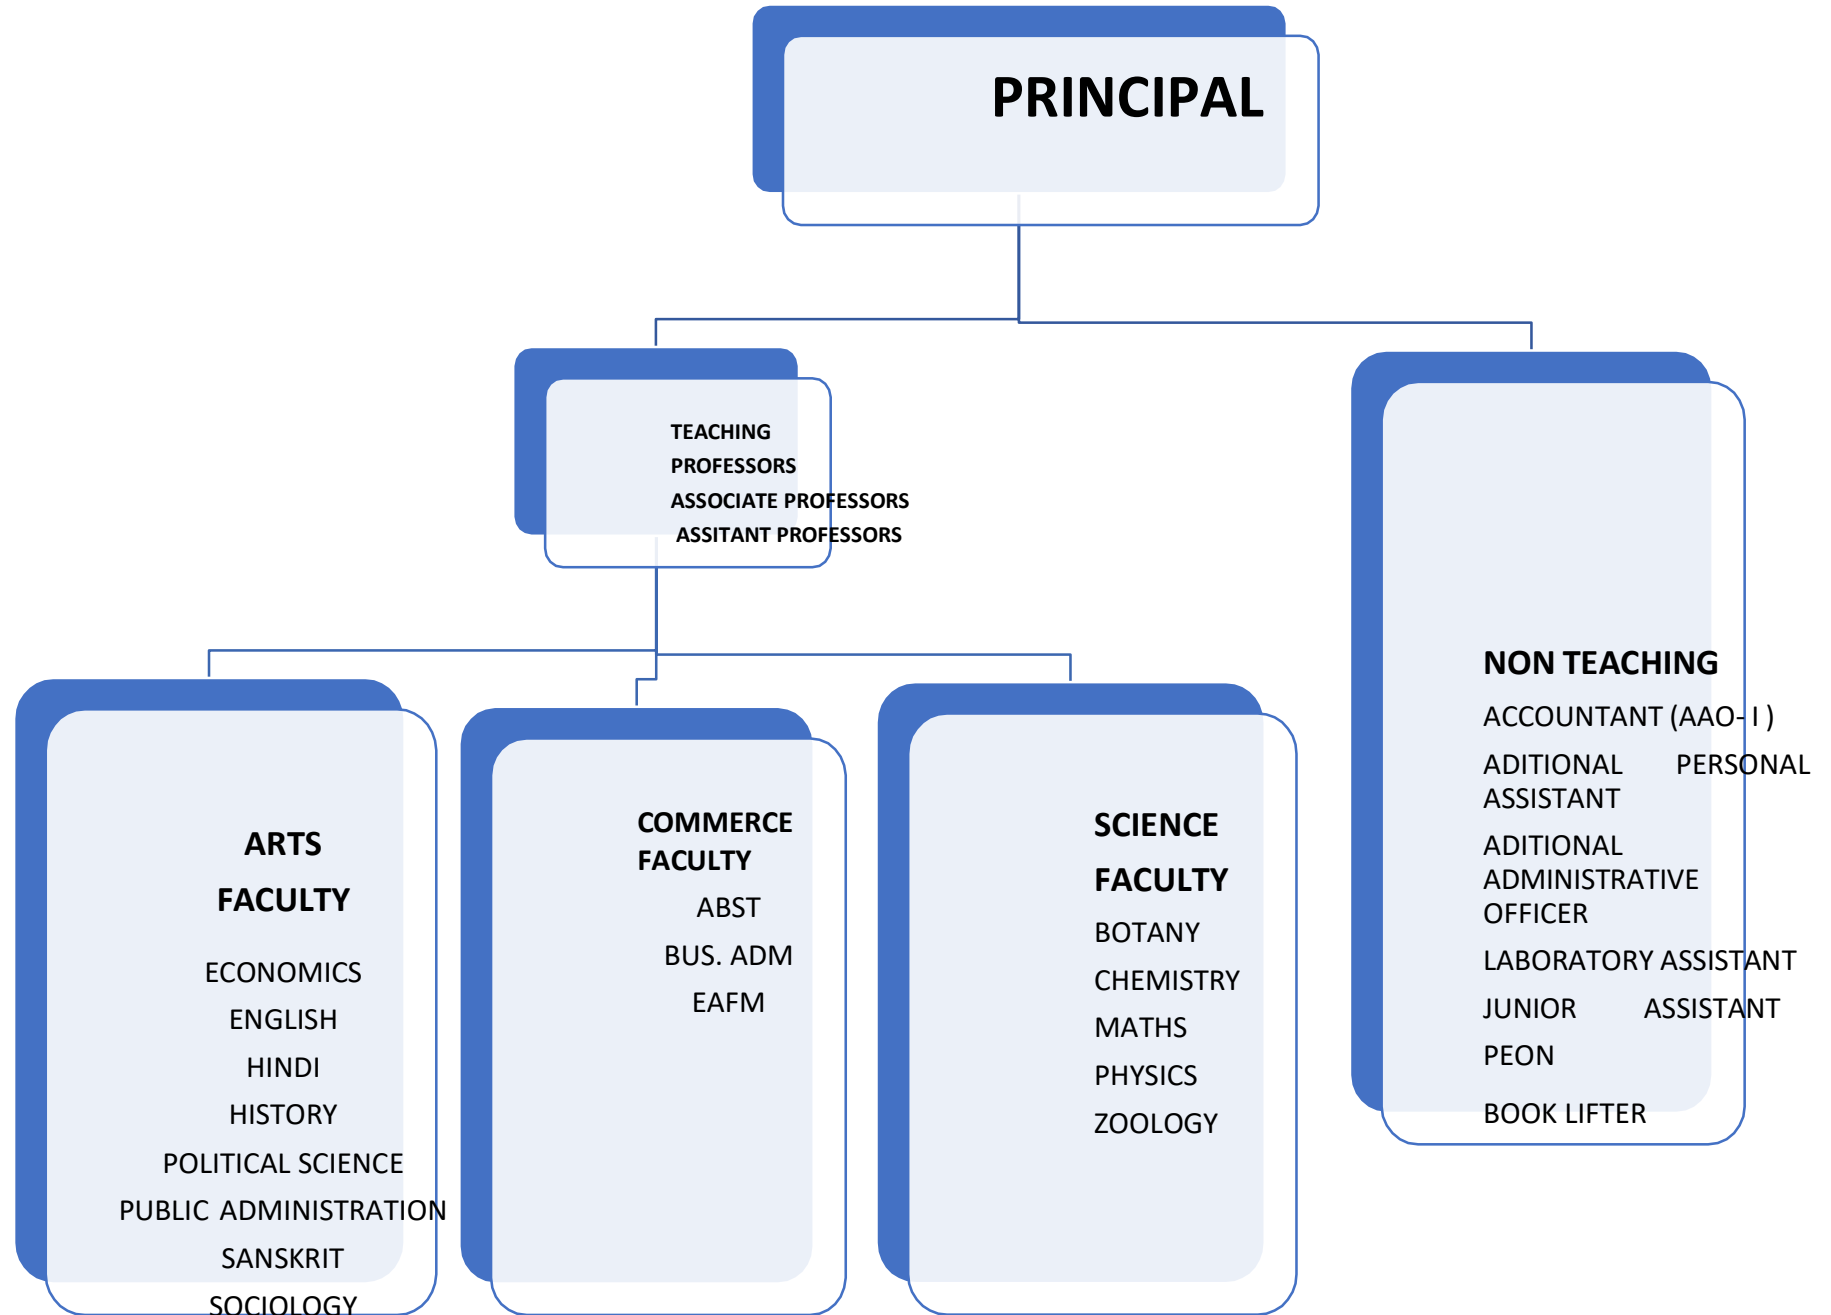 PRINCIPAL
TEACHING
PROFESSORS
ASSOCIATE PROFESSORS
ASSITANT PROFESSORS
ARTS
FACULTY
ECONOMICS
ENGLISH
HINDI
HISTORY
POLITICAL SCIENCE
PUBLIC ADMINISTRATION
SANSKRIT
SOCIOLOGY
COMMERCE
FACULTY
ABST
BUS. ADM
EAFM
SCIENCE
FACULTY
BOTANY
CHEMISTRY
MATHS
PHYSICS
ZOOLOGY
NON TEACHING
ACCOUNTANT (AAO- I )
ADITIONAL PERSONAL
ASSISTANT
ADITIONAL
ADMINISTRATIVE
OFFICER
LABORATORY ASSISTANT
JUNIOR ASSISTANT
PEON
BOOK LIFTER